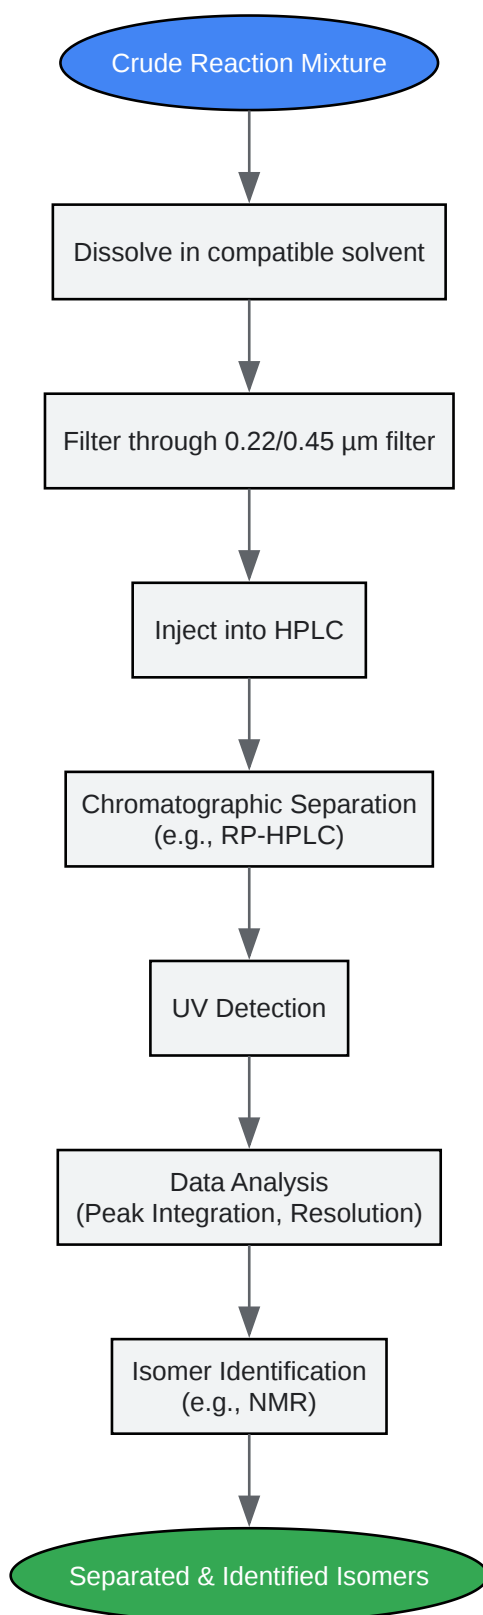 Crude Reaction Mixture
Dissolve in compatible solvent
Filter through 0.22/0.45 µm filter
Inject into HPLC
Chromatographic Separation
(e.g., RP-HPLC)
UV Detection
Data Analysis
(Peak Integration, Resolution)
Isomer Identification
(e.g., NMR)
Separated & Identified Isomers